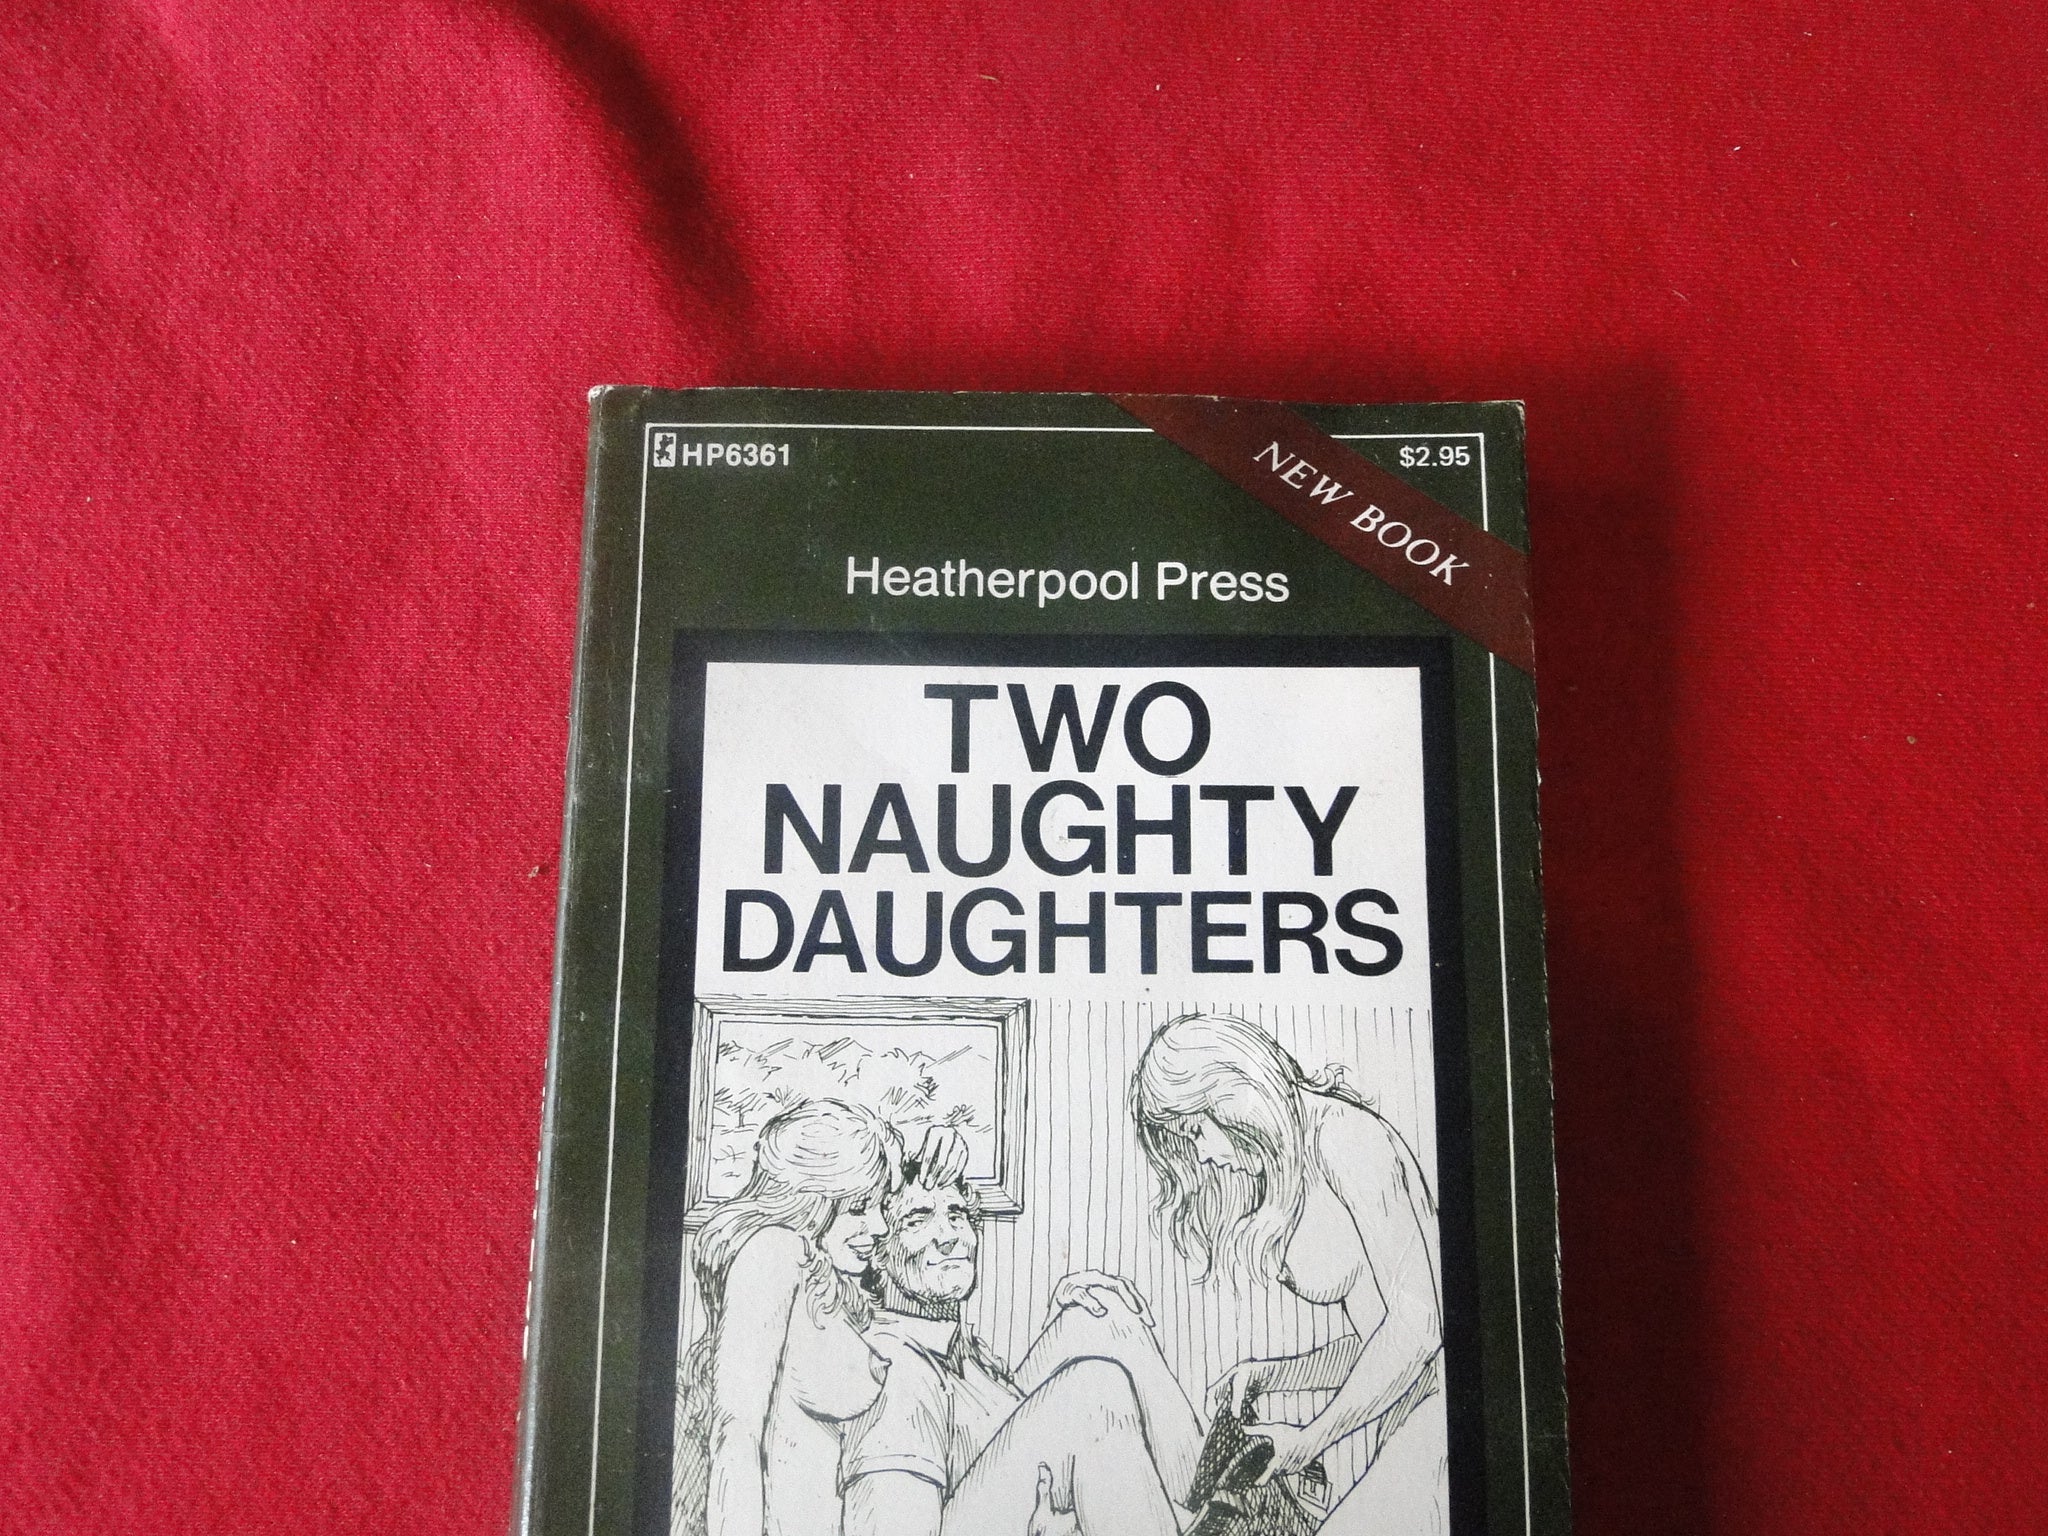 HP6361
$2.95
NEW BOOK
Heatherpool Press
TWO
NAUGHTY
DAUGHTERS